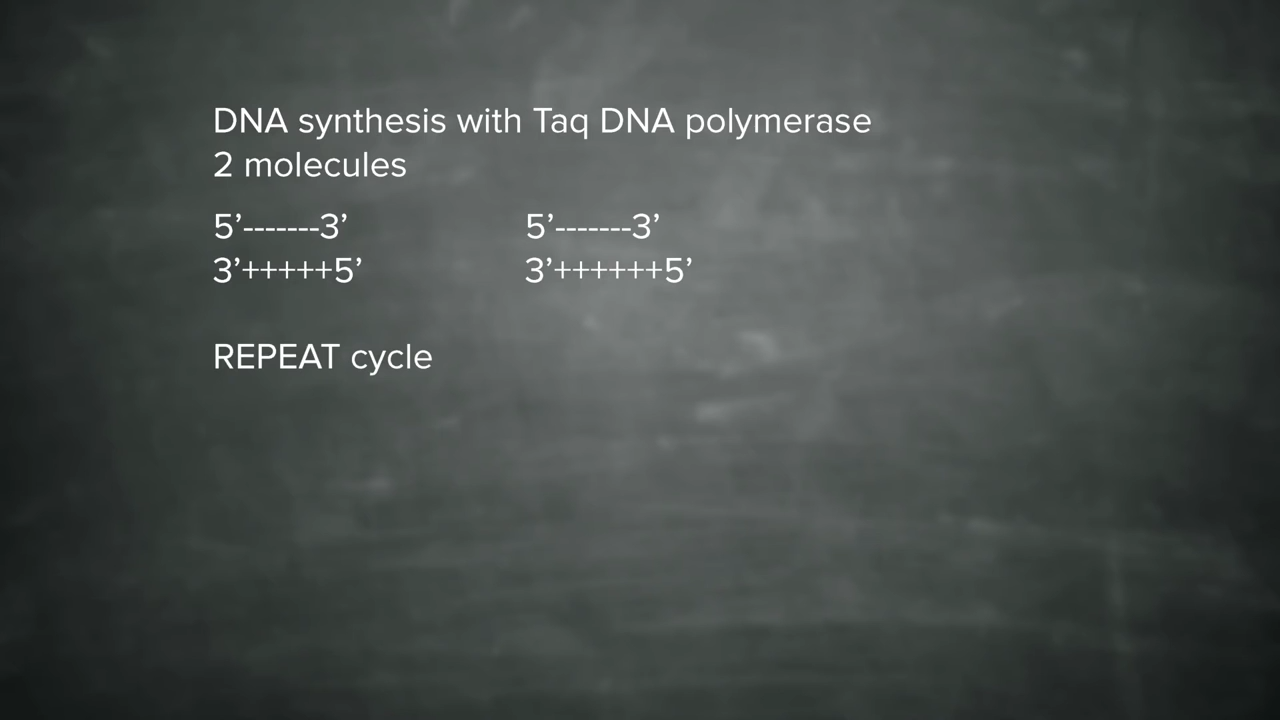 DNA synthesis with Taq DNA polymerase
2 molecules
5’-------3’ 5’-------3’
3’+++++5’ 3’++++++5’
REPEAT cycle